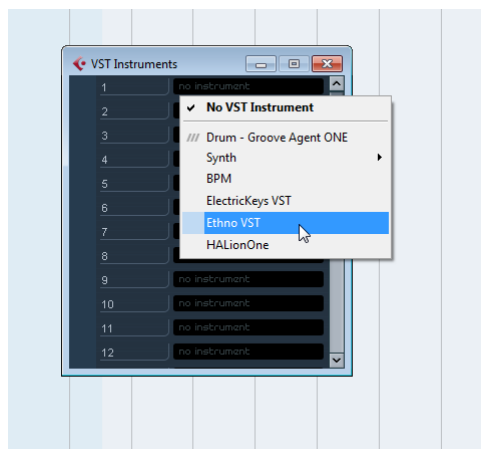 VST Instruments
1 no instrument
✓ No VST Instrument
2
/// Drum - Groove Agent ONE
3
Synth
4
BPM
5
ElectricKeys VST
6
Ethno VST
7
HALionOne
8
9 no instrument
10 no instrument
11 no instrument
12 no instrument